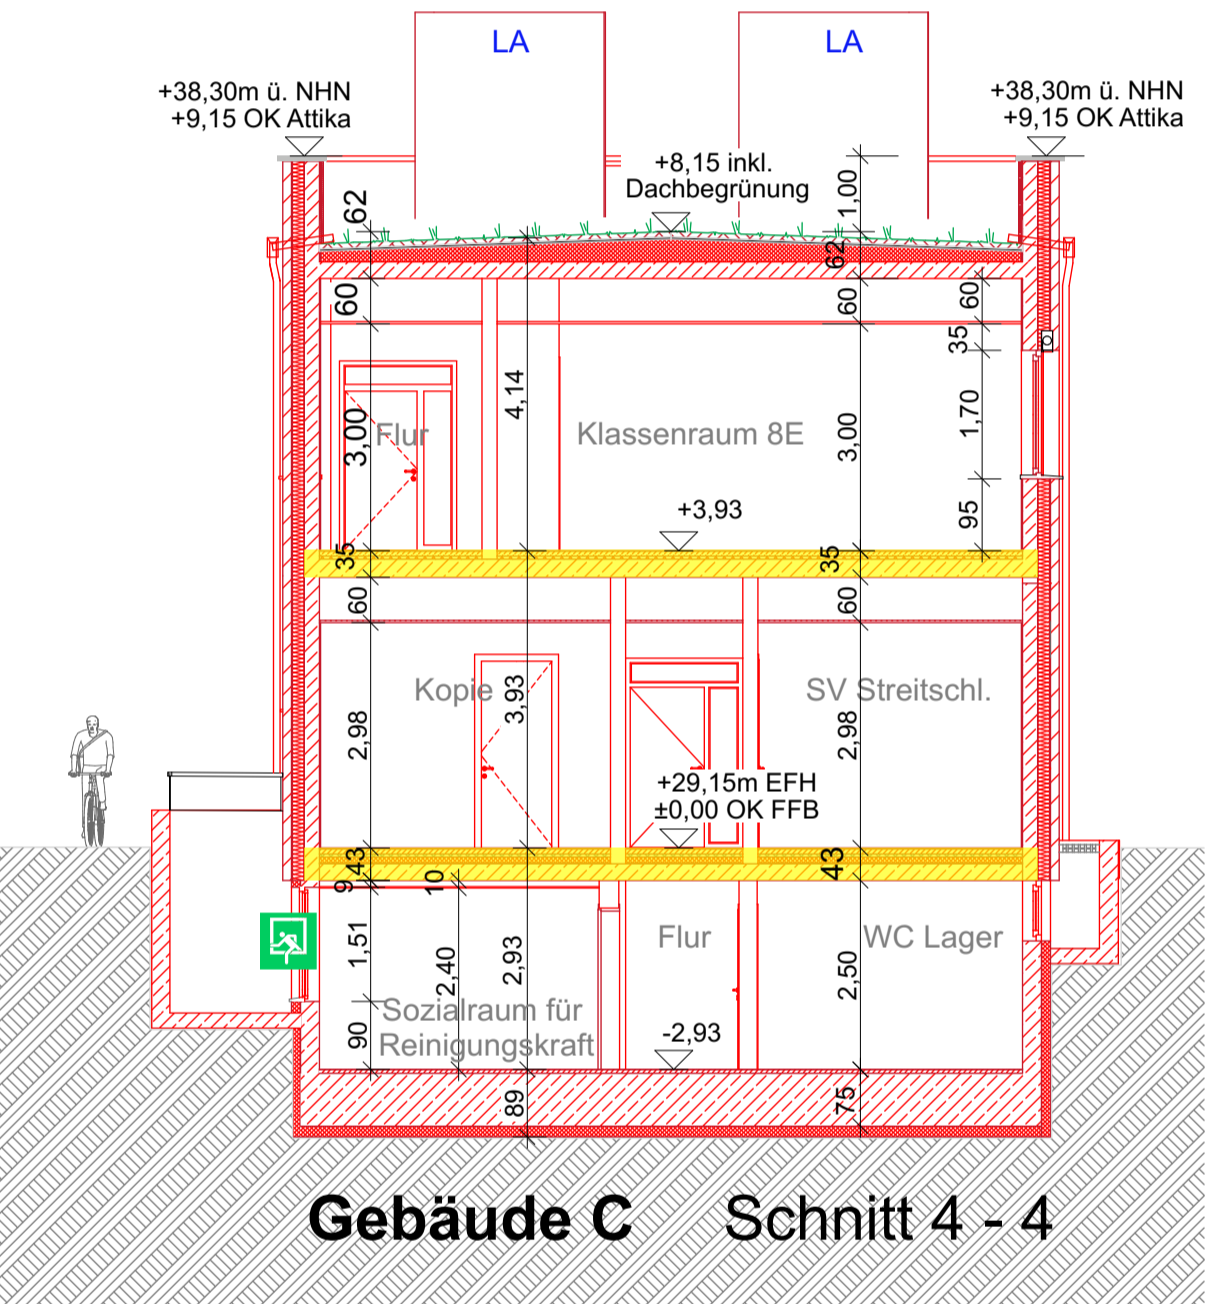 LA
LA
+38,30m ü. NHN
+9,15 OK Attika
+38,30m ü. NHN
+9,15 OK Attika
+8,15 inkl.
Dachbegrünung
62
1,00
62
60
60
60
35
4,14
1,70
3,00
Flur
Klassenraum 8E
3,00
95
+3,93
35
35
60
60
Kopie
3,93
SV Streitschl.
2,98
2,98
+29,15m EFH
±0,00 OK FFB
43
43
9
10
1,51
2,40
2,93
Flur
WC Lager
2,50
Sozialraum für
Reinigungskraft
90
-2,93
89
75
Gebäude C Schnitt 4 - 4